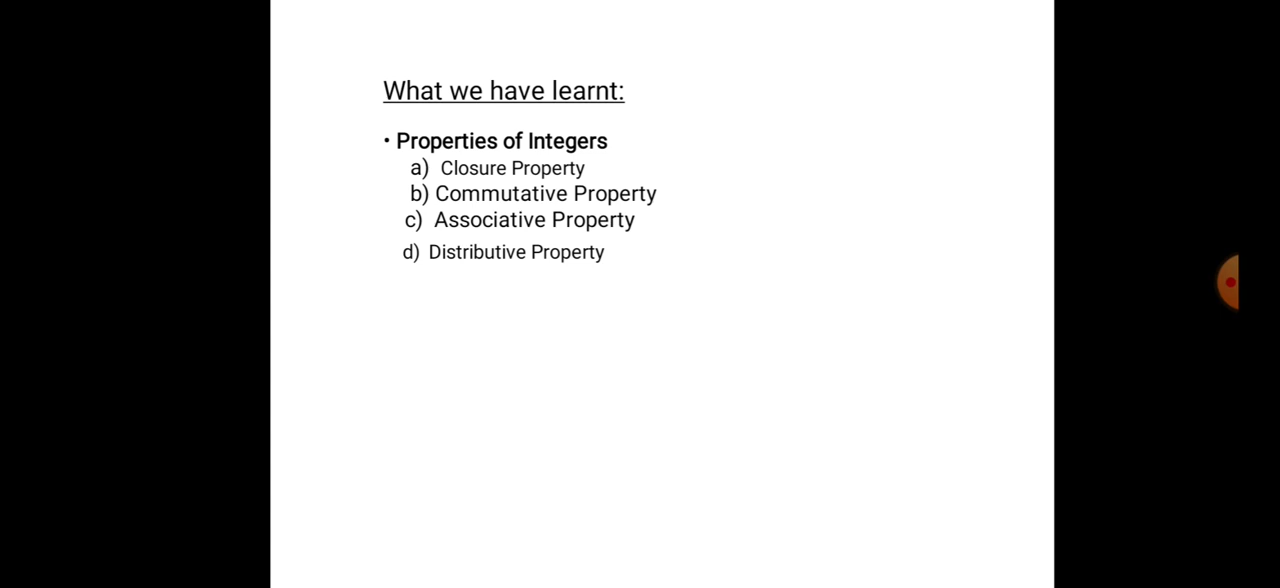 What we have learnt:
• Properties of Integers
a) Closure Property
b) Commutative Property
c) Associative Property
d) Distributive Property